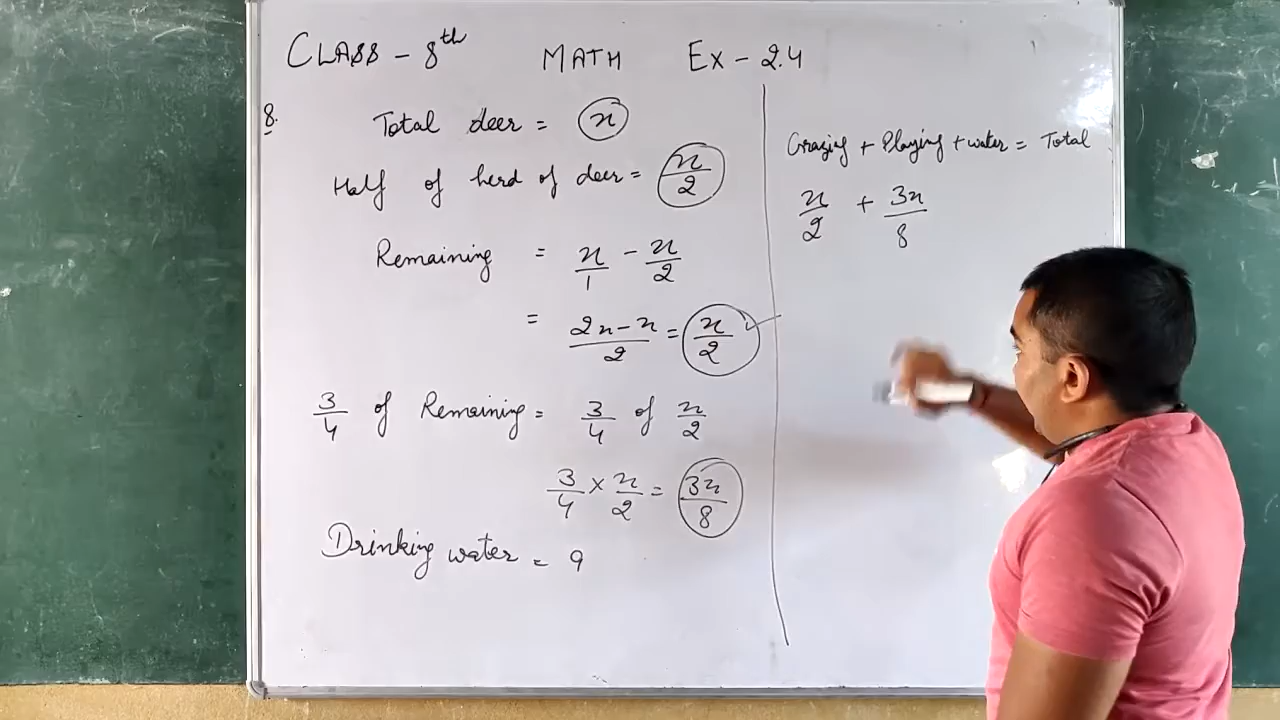 CLASS - 8th MATH Ex - 2.4
8. Total deer = x
Half of herd of deer = x/2
Remaining = x/1 - x/2
= 2x-x/2 = x/2
3/4 of Remaining = 3/4 of x/2
3/4 × x/2 = 3x/8
Drinking water = 9
Grazing + Playing + water = Total
x/2 + 3x/8